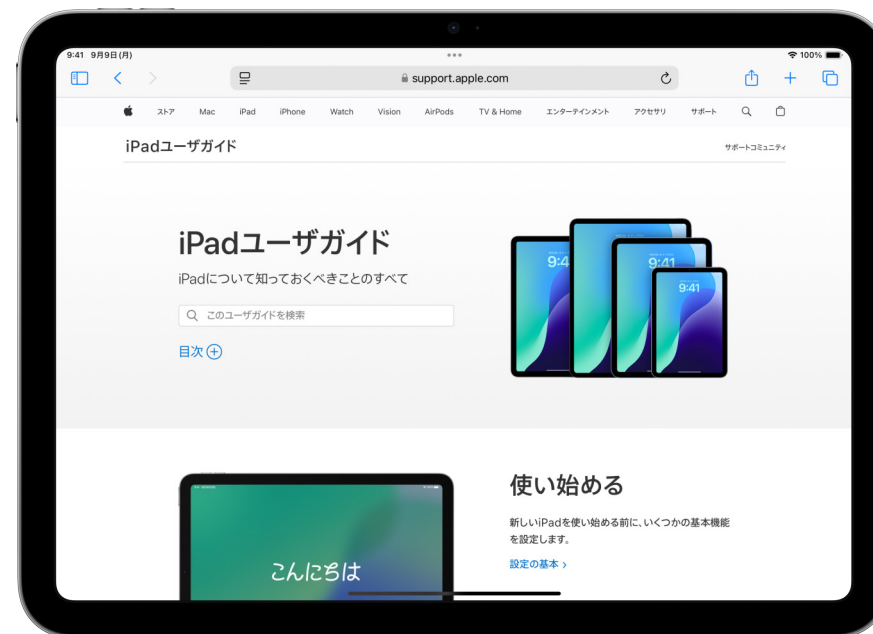 9:41 9月9日(月)
100%
support.apple.com
ストア Mac iPad iPhone Watch Vision AirPods TV & Home エンターテインメント アクセサリ サポート
iPadユーザガイド
サポートコミュニティ
iPadユーザガイド
iPadについて知っておくべきことのすべて
このユーザガイドを検索
目次
9:4
9:41
9:41
こんにちは
使い始める
新しいiPadを使い始める前に、いくつかの基本機能
を設定します。
設定の基本 ›